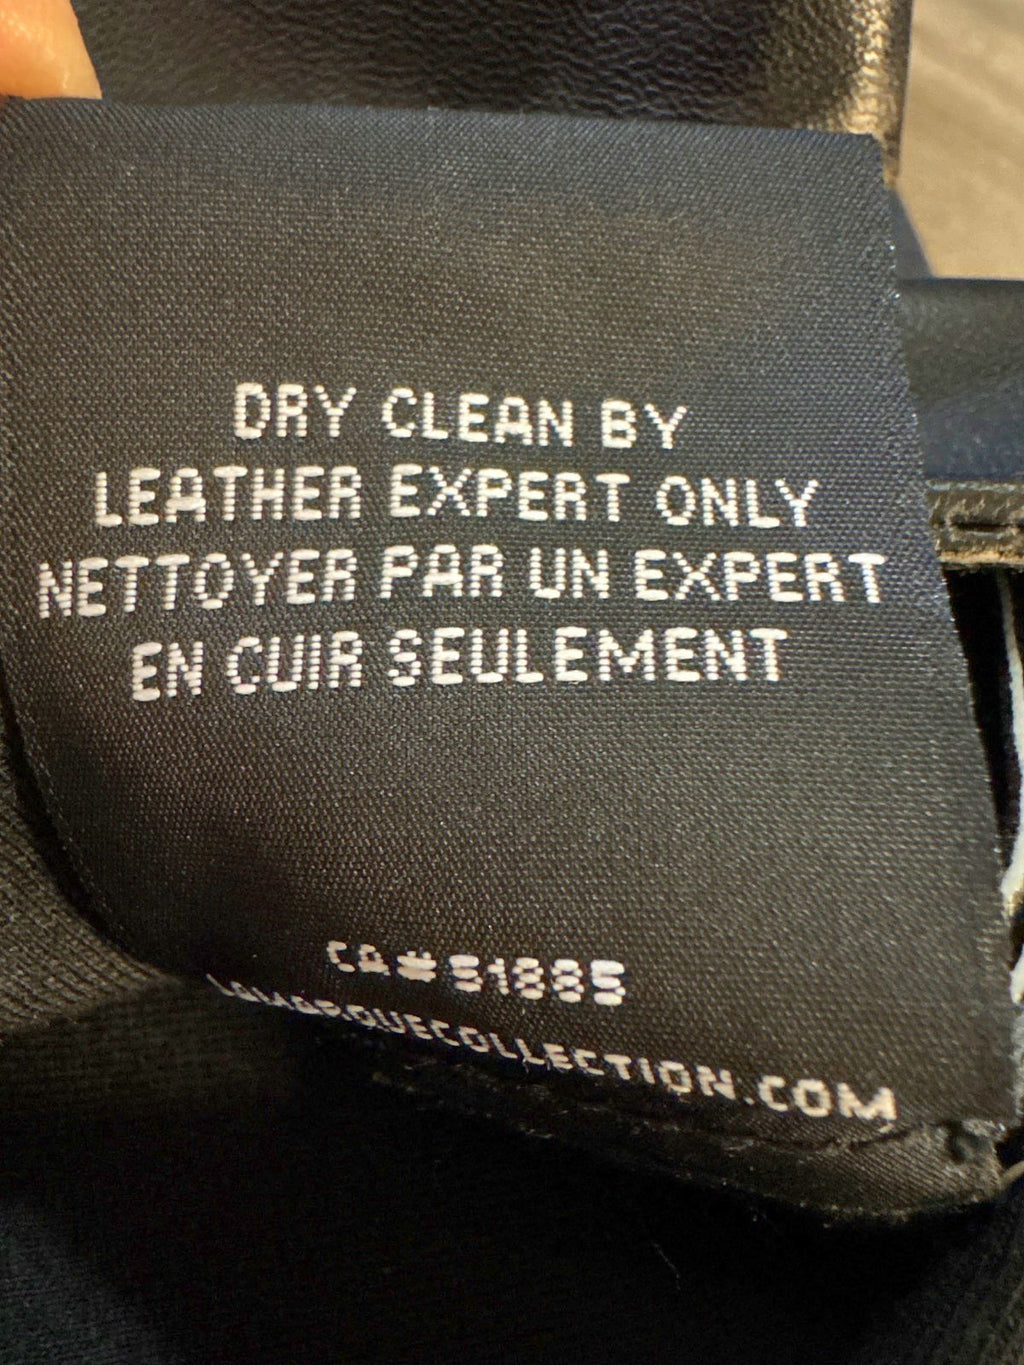 DRY CLEAN BY
LEATHER EXPERT ONLY
NETTOYER PAR UN EXPERT
EN CUIR SEULEMENT
CA#51885
LAMARQUECOLLECTION.COM